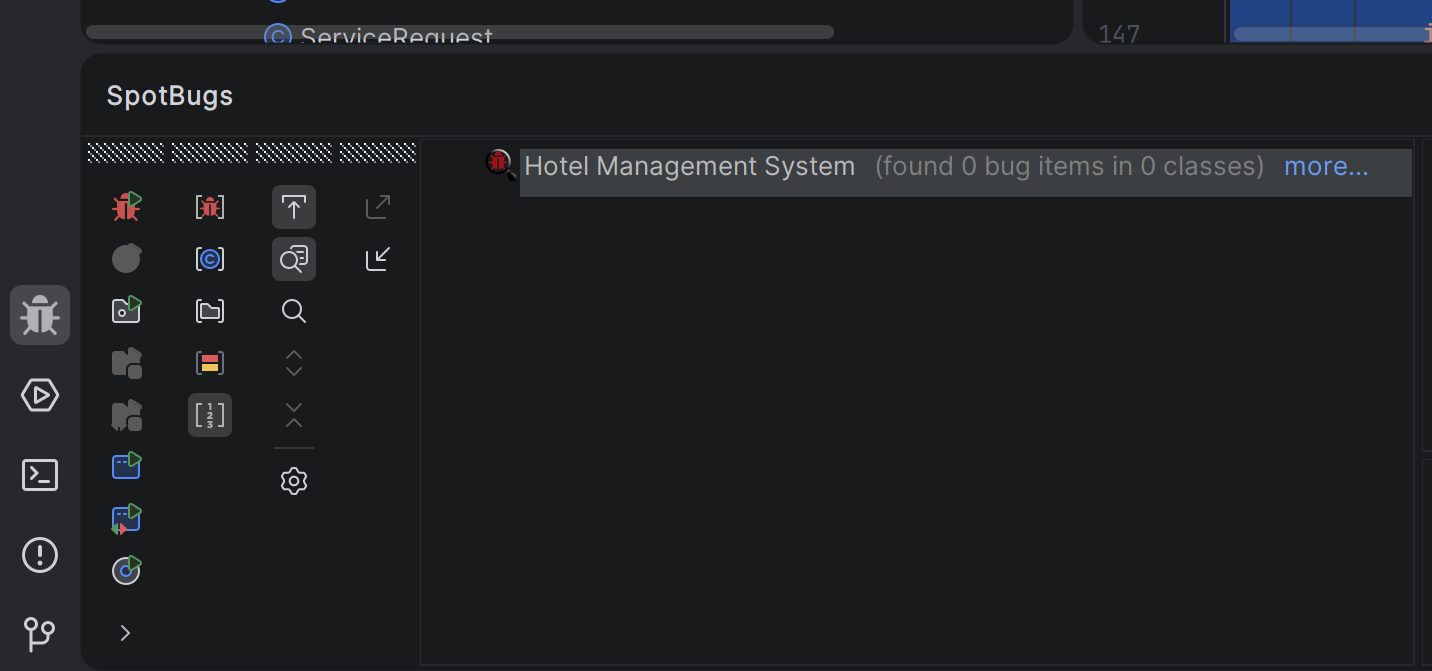 ServiceRequest
147
SpotBugs
Hotel Management System (found 0 bug items in 0 classes) more...